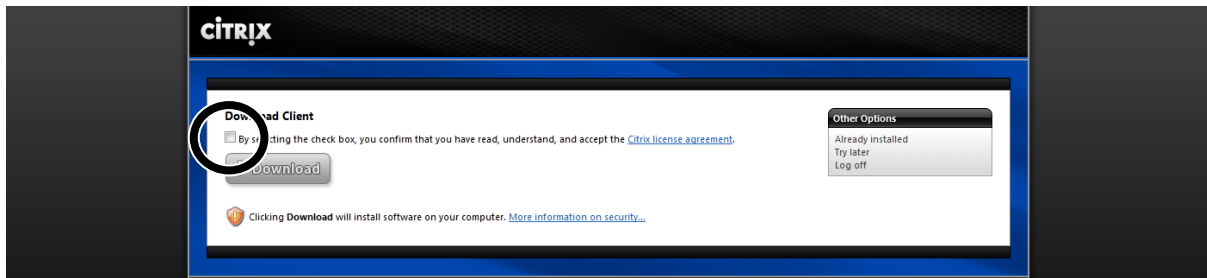 CITRIX
Download Client
By selecting the check box, you confirm that you have read, understand, and accept the Citrix license agreement.
Download
Clicking Download will install software on your computer. More information on security...
Other Options
Already installed
Try later
Log off